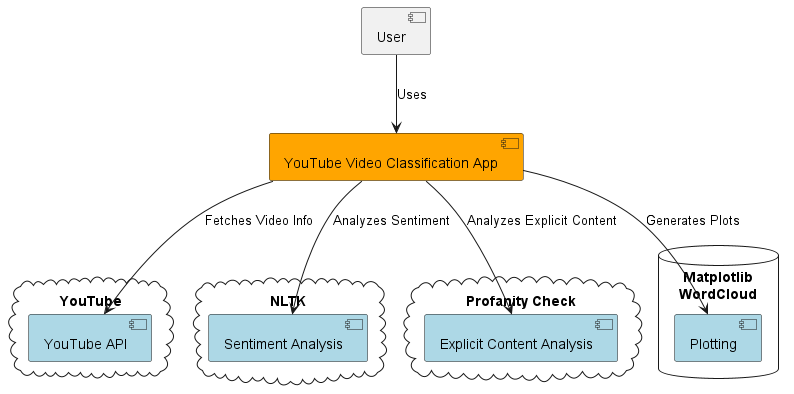 User
Uses
YouTube Video Classification App
Fetches Video Info
Analyzes Sentiment
Analyzes Explicit Content
Generates Plots
YouTube
YouTube API
NLTK
Sentiment Analysis
Profanity Check
Explicit Content Analysis
Matplotlib
WordCloud
Plotting